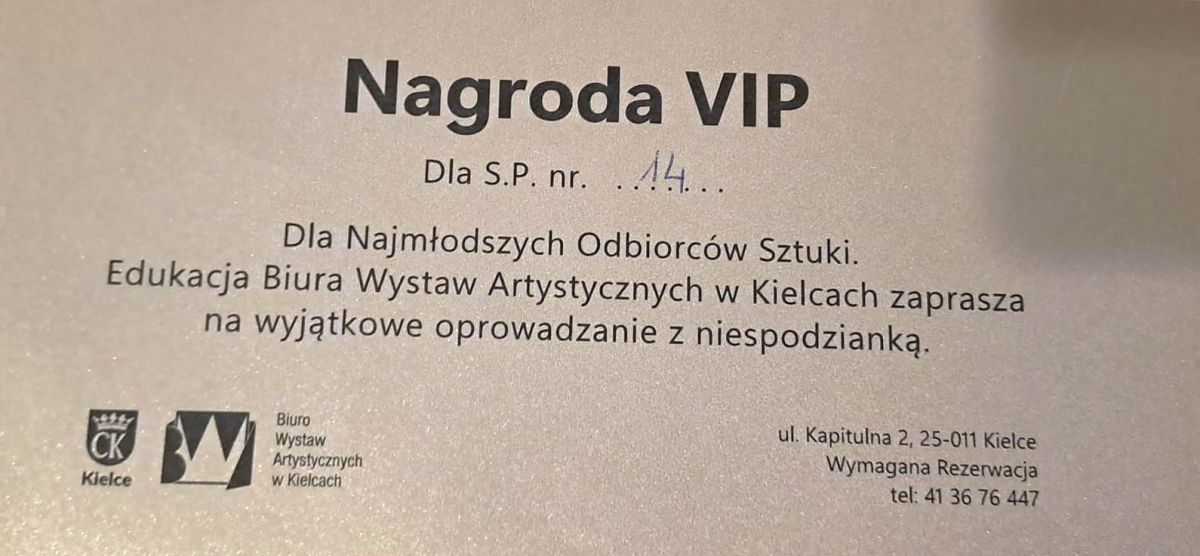 Nagroda VIP
Dla S.P. nr. ..14...
Dla Najmłodszych Odbiorców Sztuki.
Edukacja Biura Wystaw Artystycznych w Kielcach zaprasza
na wyjątkowe oprowadzanie z niespodzianką.
CK
Kielce
BWA
Biuro
Wystaw
Artystycznych
w Kielcach
ul. Kapitulna 2, 25-011 Kielce
Wymagana Rezerwacja
tel: 41 36 76 447